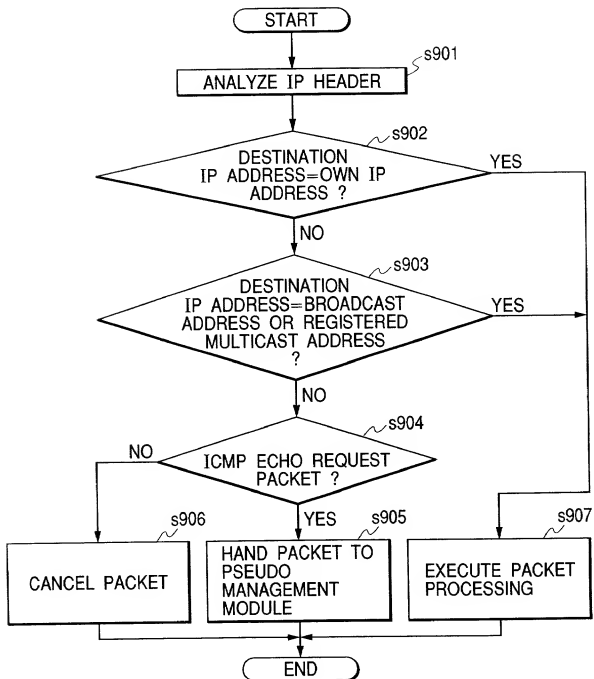 START
s901
ANALYZE IP HEADER
s902
DESTINATION
IP ADDRESS=OWN IP
ADDRESS ?
YES
NO
s903
DESTINATION
IP ADDRESS=BROADCAST
ADDRESS OR REGISTERED
MULTICAST ADDRESS
?
YES
NO
s904
ICMP ECHO REQUEST
PACKET ?
NO
YES
s906
CANCEL PACKET
s905
HAND PACKET TO
PSEUDO
MANAGEMENT
MODULE
s907
EXECUTE PACKET
PROCESSING
END